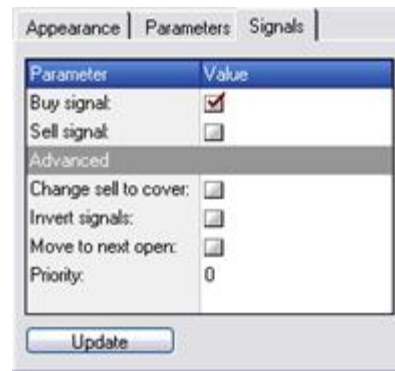 Appearance Parameters Signals
Parameter Value
Buy signal:
Sell signal:
Advanced
Change sell to cover:
Invert signals:
Move to next open:
Priority: 0
Update